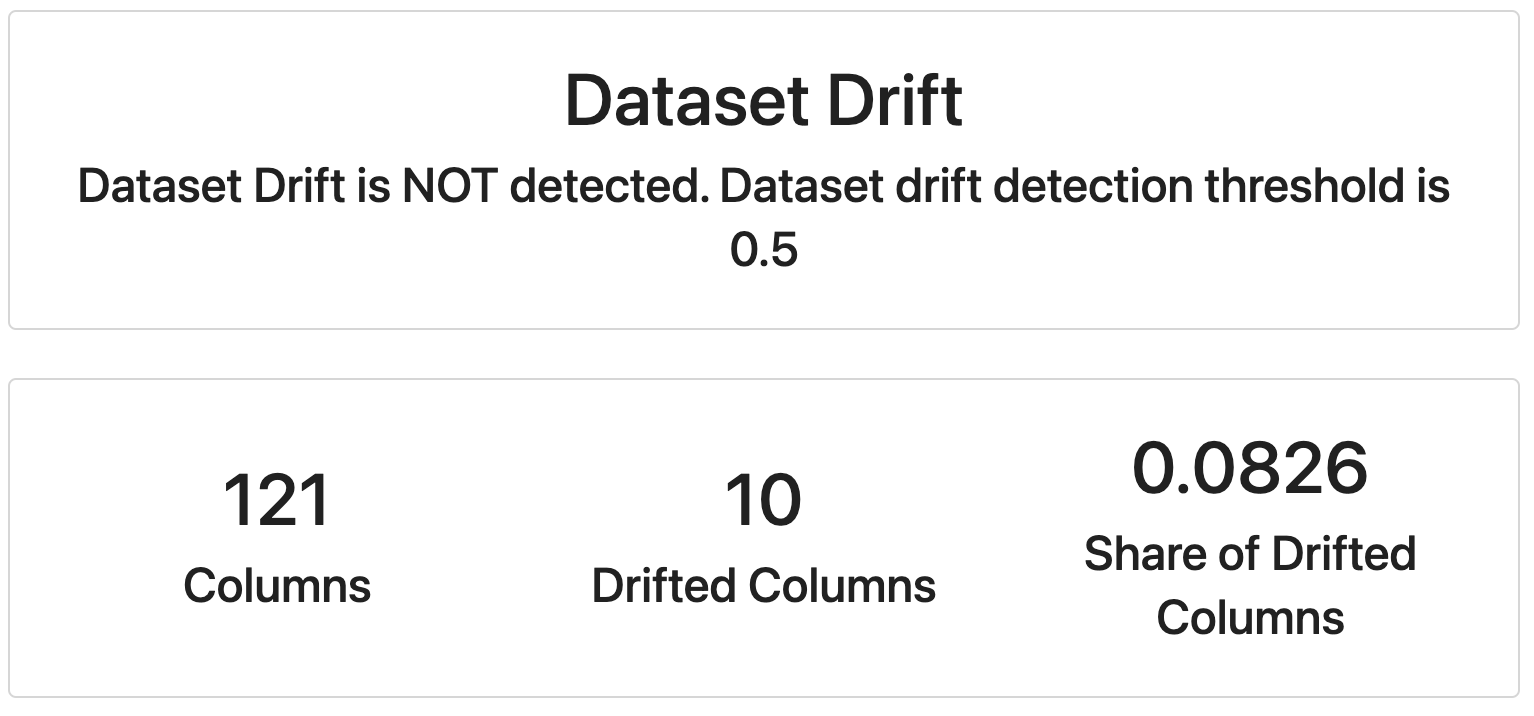 Dataset Drift
Dataset Drift is NOT detected. Dataset drift detection threshold is
0.5
121
Columns
10
Drifted Columns
0.0826
Share of Drifted
Columns